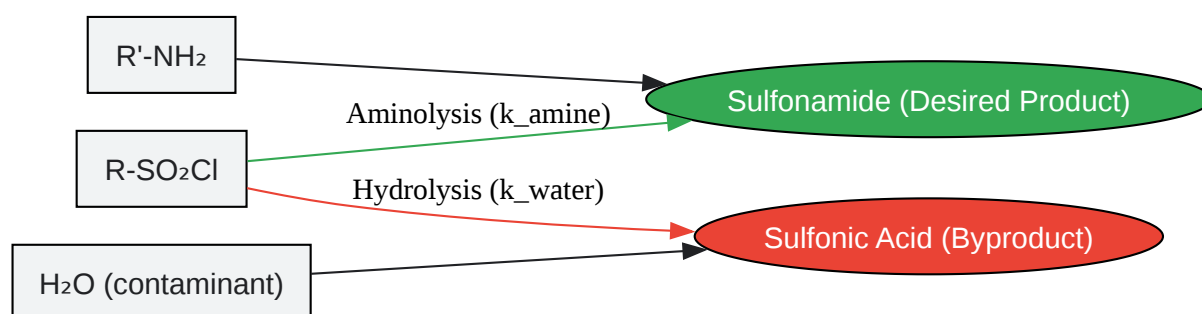 R'-NH₂
Sulfonamide (Desired Product)
Aminolysis (k_amine)
R-SO₂Cl
Hydrolysis (k_water)
Sulfonic Acid (Byproduct)
H₂O (contaminant)